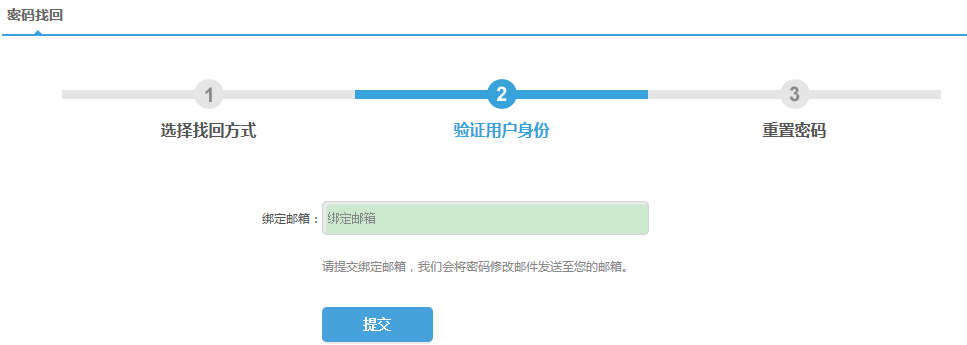 密码找回
1 2 3
选择找回方式 验证用户身份 重置密码
绑定邮箱： 绑定邮箱
请提交绑定邮箱，我们会将密码修改邮件发送至您的邮箱。
提交